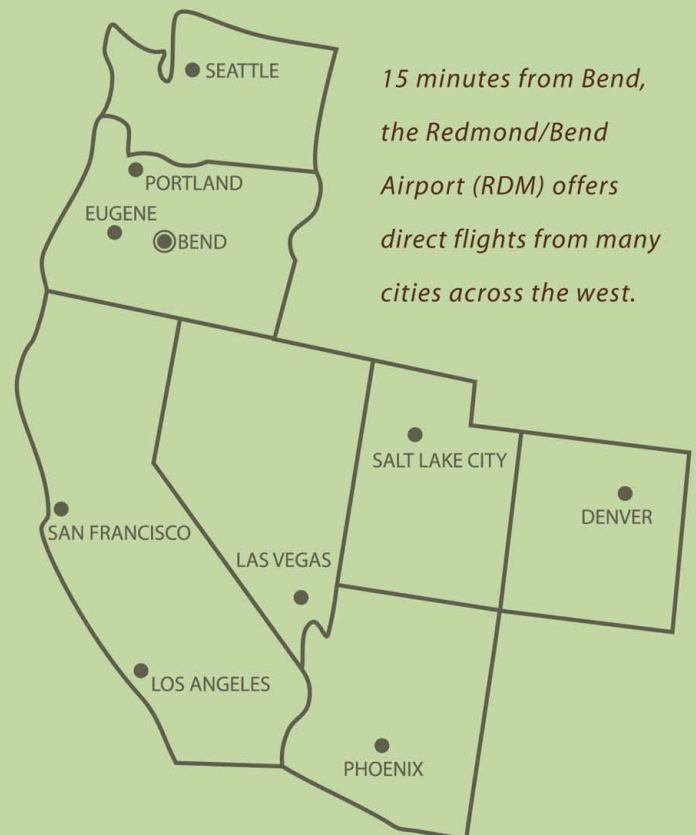 SEATTLE
15 minutes from Bend,
the Redmond/Bend
Airport (RDM) offers
direct flights from many
cities across the west.
PORTLAND
EUGENE
BEND
SALT LAKE CITY
DENVER
SAN FRANCISCO
LAS VEGAS
LOS ANGELES
PHOENIX